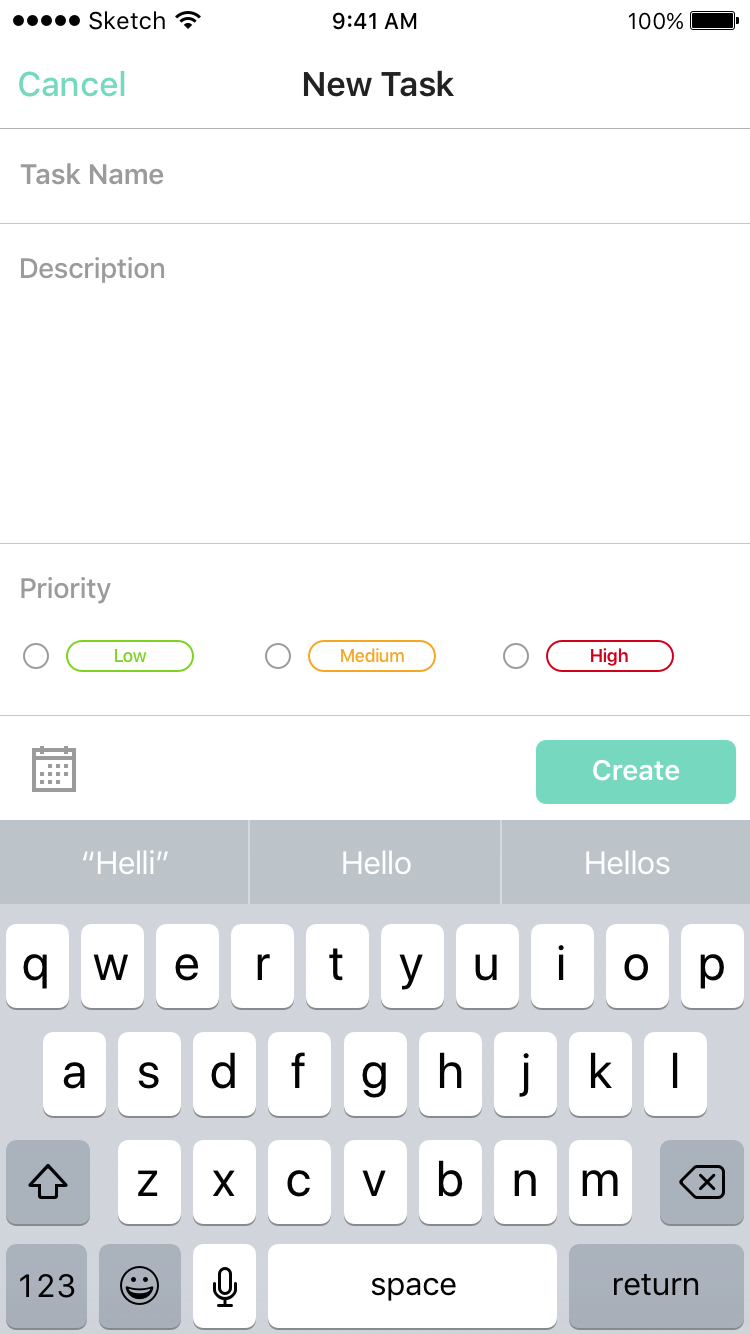 Sketch 9:41 AM 100%
Cancel New Task
Task Name
Description
Priority
Low Medium High
Create
“Helli” Hello Hellos
q w e r t y u i o p
a s d f g h j k l
z x c v b n m
123 space return